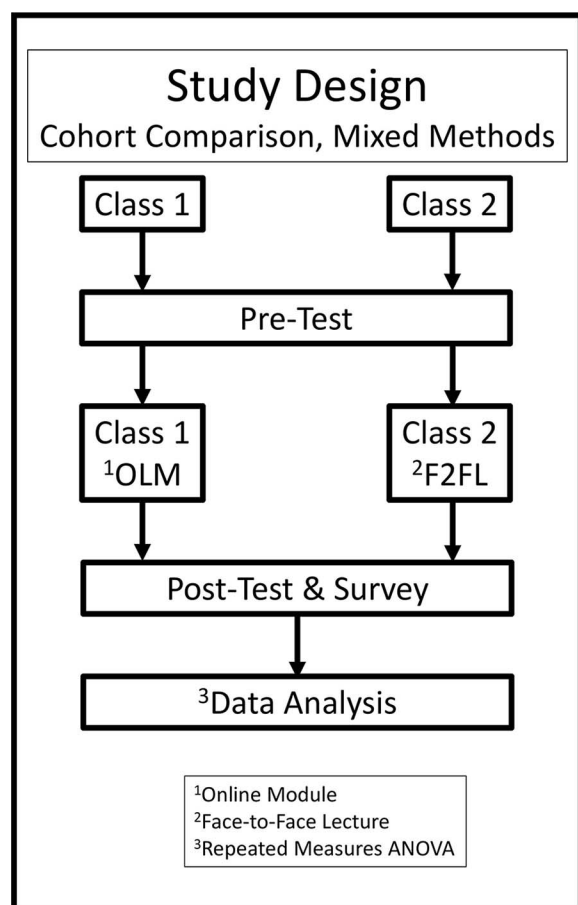 Study Design
Cohort Comparison, Mixed Methods
Class 1
Class 2
Pre-Test
Class 1
¹OLM
Class 2
²F2FL
Post-Test & Survey
³Data Analysis
¹Online Module
²Face-to-Face Lecture
³Repeated Measures ANOVA